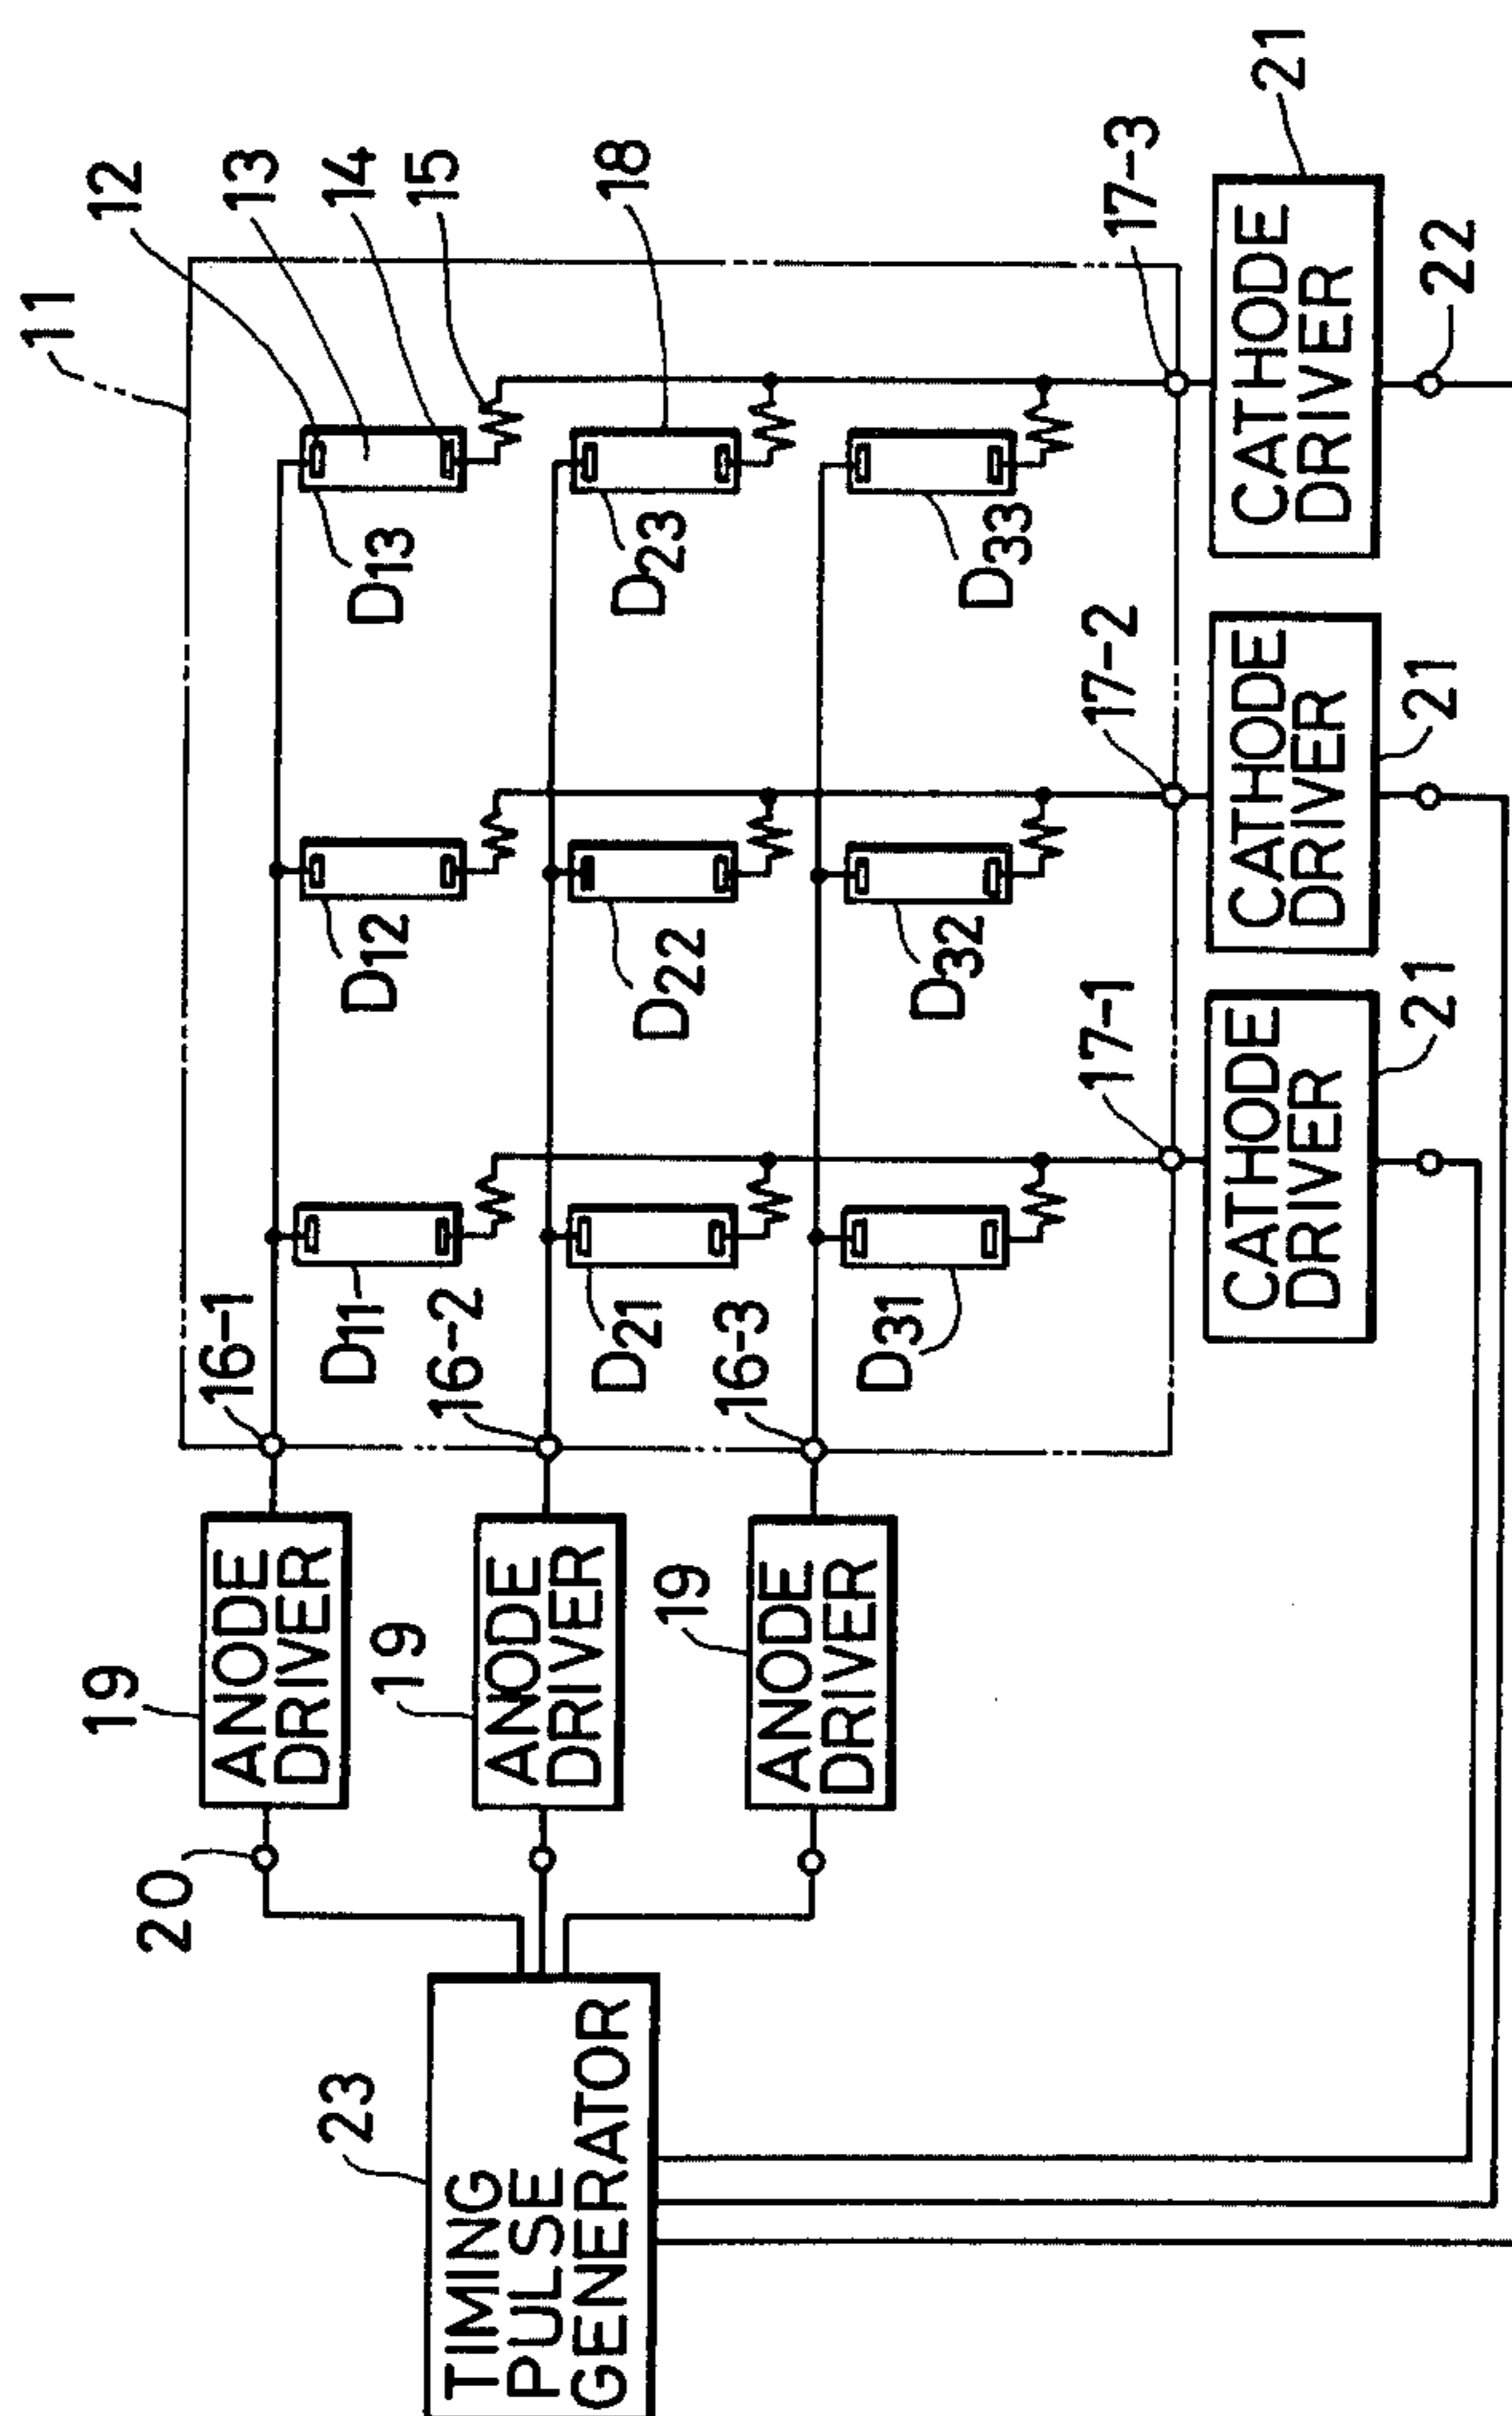 11
12
13
14
15
18
D13
D23
D33
D12
D22
D32
D11
D21
D31
16-1
16-2
16-3
17-1
17-2
17-3
19
ANODE
DRIVER
19
ANODE
DRIVER
19
ANODE
DRIVER
20
23
TIMING
PULSE
GENERATOR
CATHODE
DRIVER
21
CATHODE
DRIVER
21
CATHODE
DRIVER
21
22